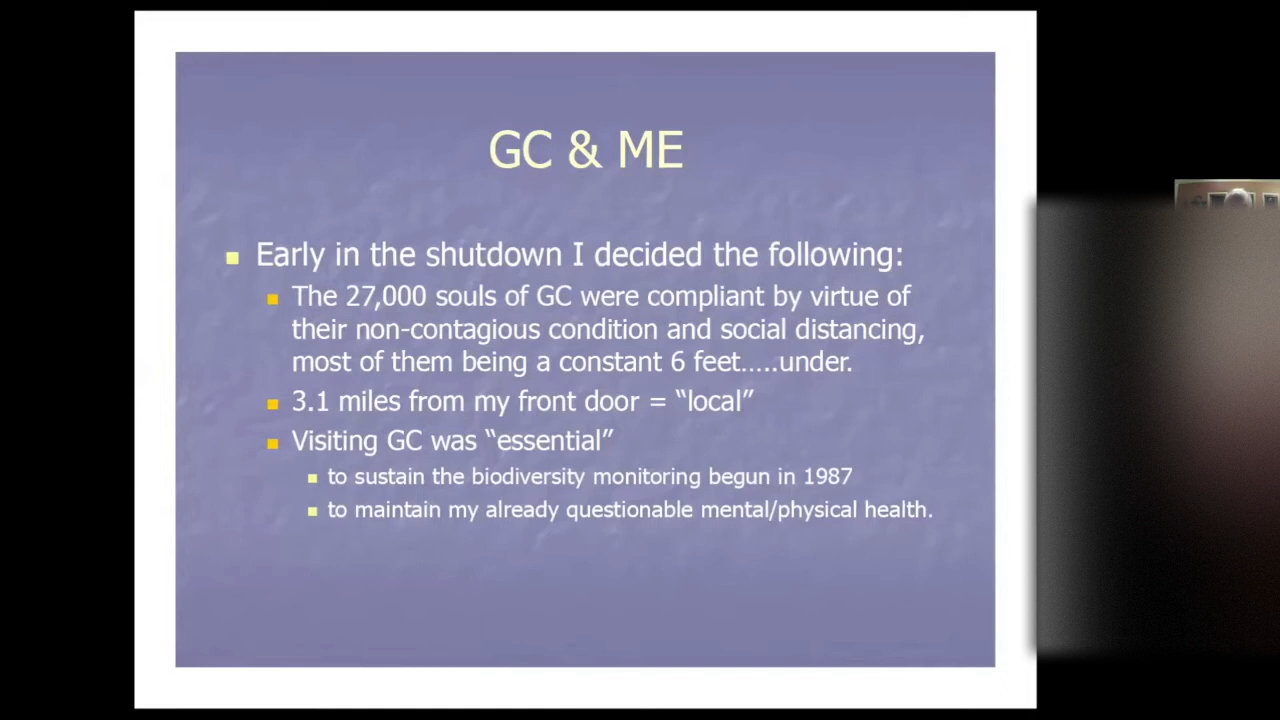 GC & ME
Early in the shutdown I decided the following:
The 27,000 souls of GC were compliant by virtue of
their non-contagious condition and social distancing,
most of them being a constant 6 feet…..under.
3.1 miles from my front door = “local”
Visiting GC was “essential”
to sustain the biodiversity monitoring begun in 1987
to maintain my already questionable mental/physical health.